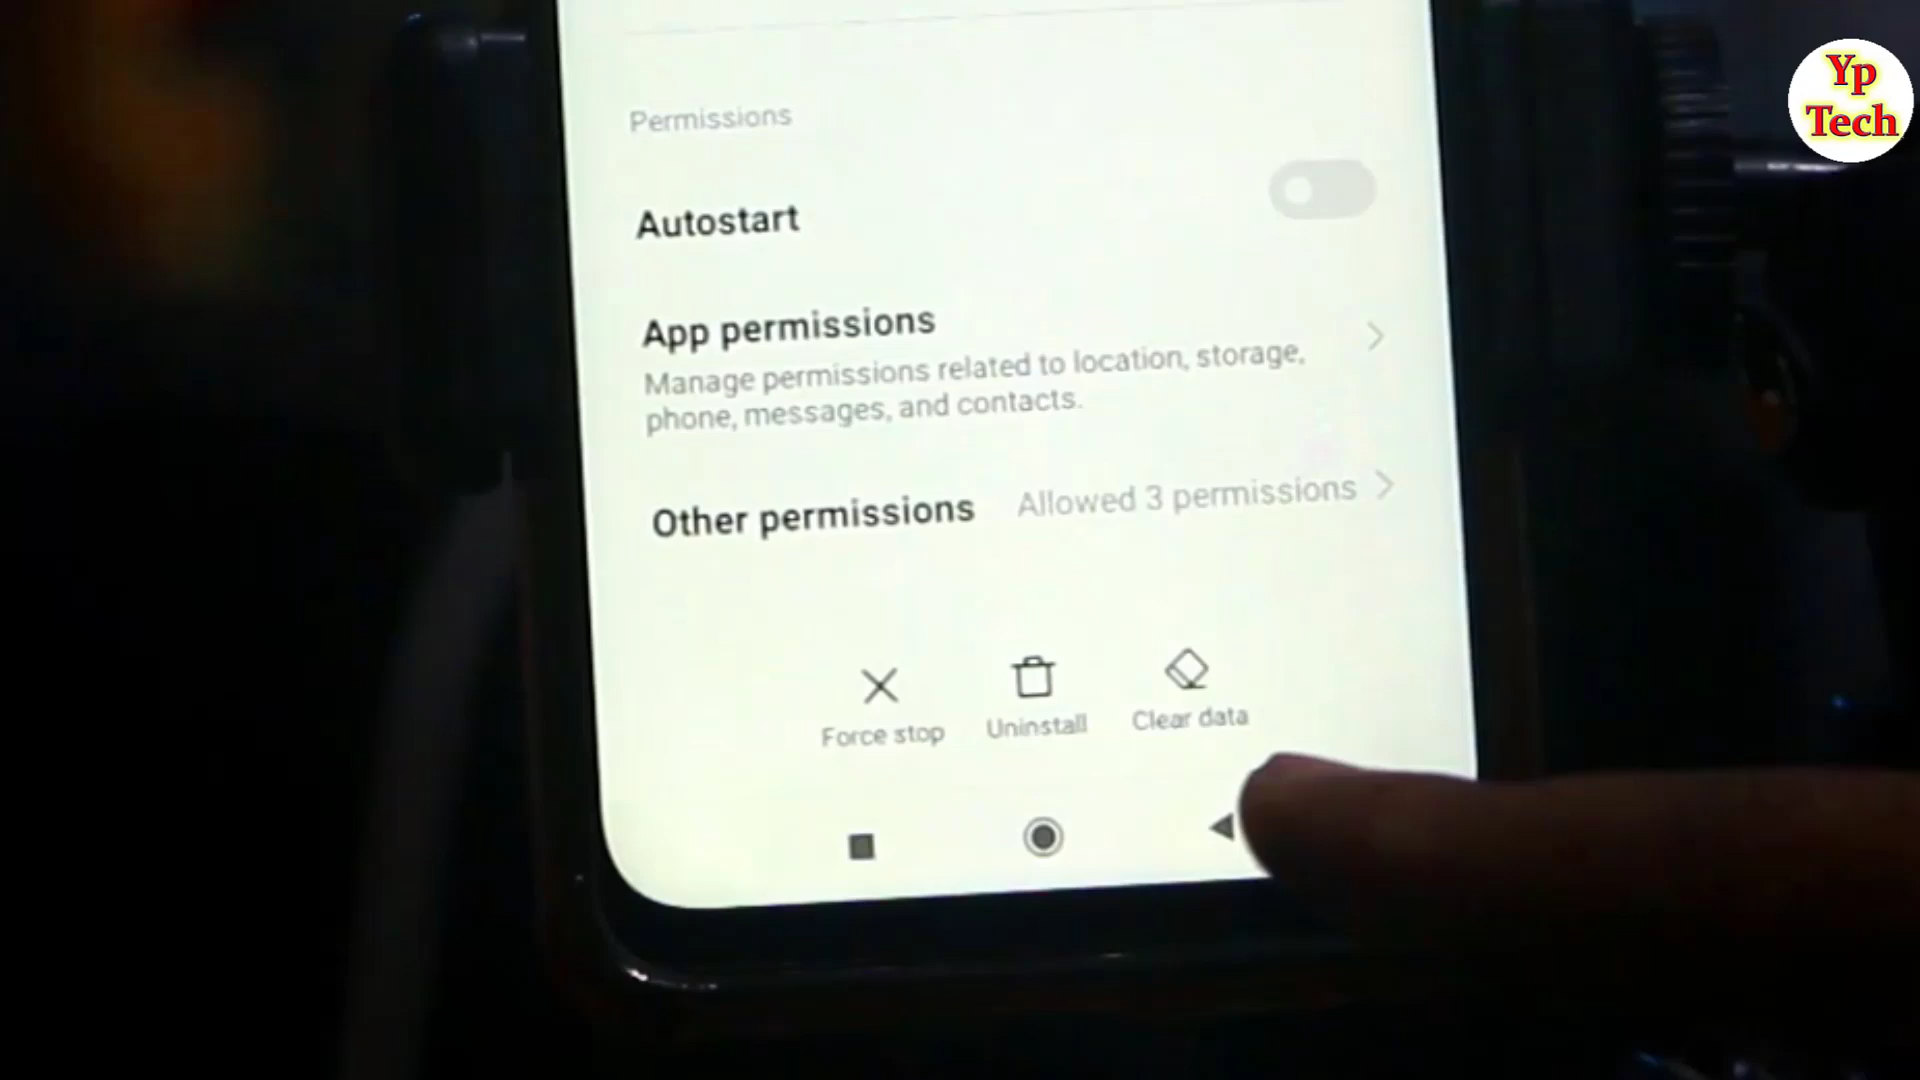 Yp
Tech
Permissions
Autostart
App permissions
Manage permissions related to location, storage,
phone, messages, and contacts.
Other permissions Allowed 3 permissions
Force stop Uninstall Clear data